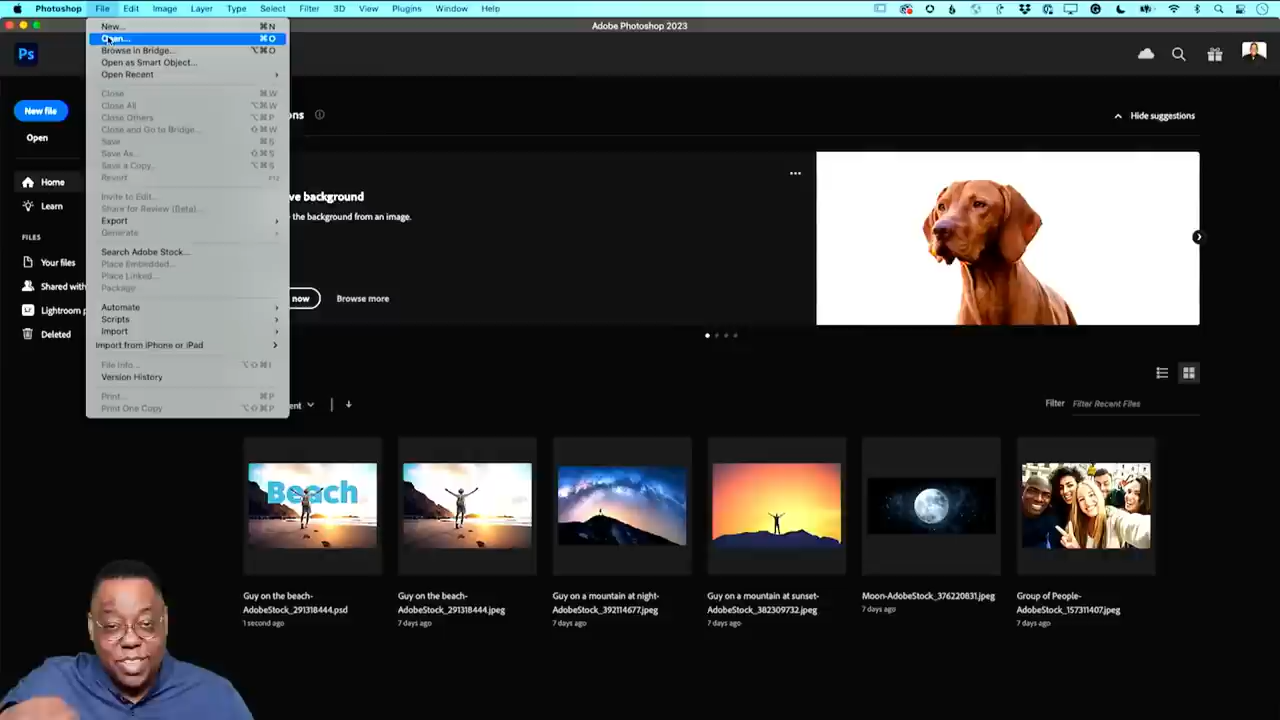 Photoshop File Edit Image Layer Type Select Filter 3D View Plugins Window Help
Adobe Photoshop 2023
Ps
New file
Open
Home
Learn
FILES
Your files
Shared with
Lightroom p
Deleted
New... ⌘N
Open... ⌘O
Browse in Bridge... ⌥⌘O
Open as Smart Object...
Open Recent
Close ⌘W
Close All ⌥⌘W
Close Others ⌥⌘P
Close and Go to Bridge... ⇧⌘W
Save ⌘S
Save As... ⇧⌘S
Save a Copy... ⌥⌘S
Revert F12
Invite to Edit...
Share for Review (Beta)...
Export
Generate
Search Adobe Stock...
Place Embedded...
Place Linked...
Package...
Automate
Scripts
Import
Import from iPhone or iPad
File Info... ⌥⇧⌘I
Version History
Print... ⌘P
Print One Copy ⌥⇧⌘P
ons
Hide suggestions
ve background
the background from an image.
now
Browse more
ent
Filter Filter Recent Files
Beach
Guy on the beach-
AdobeStock_291318444.psd
1 second ago
Guy on the beach-
AdobeStock_291318444.jpeg
7 days ago
Guy on a mountain at night-
AdobeStock_392114677.jpeg
7 days ago
Guy on a mountain at sunset-
AdobeStock_382309732.jpeg
7 days ago
Moon-AdobeStock_376220831.jpeg
7 days ago
Group of People-
AdobeStock_157311407.jpeg
7 days ago